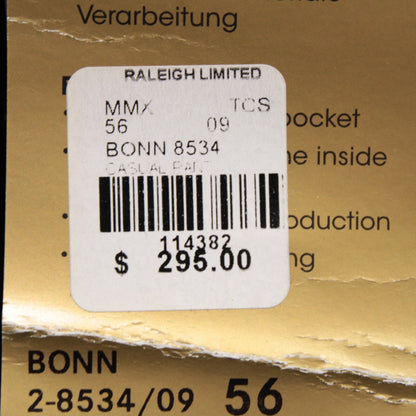 Verarbeitung
RALEIGH LIMITED
MMX TCS
56 09
BONN 8534
CASUAL PANT
114382
$ 295.00
pocket
ne inside
oduction
ng
BONN
2-8534/09 56